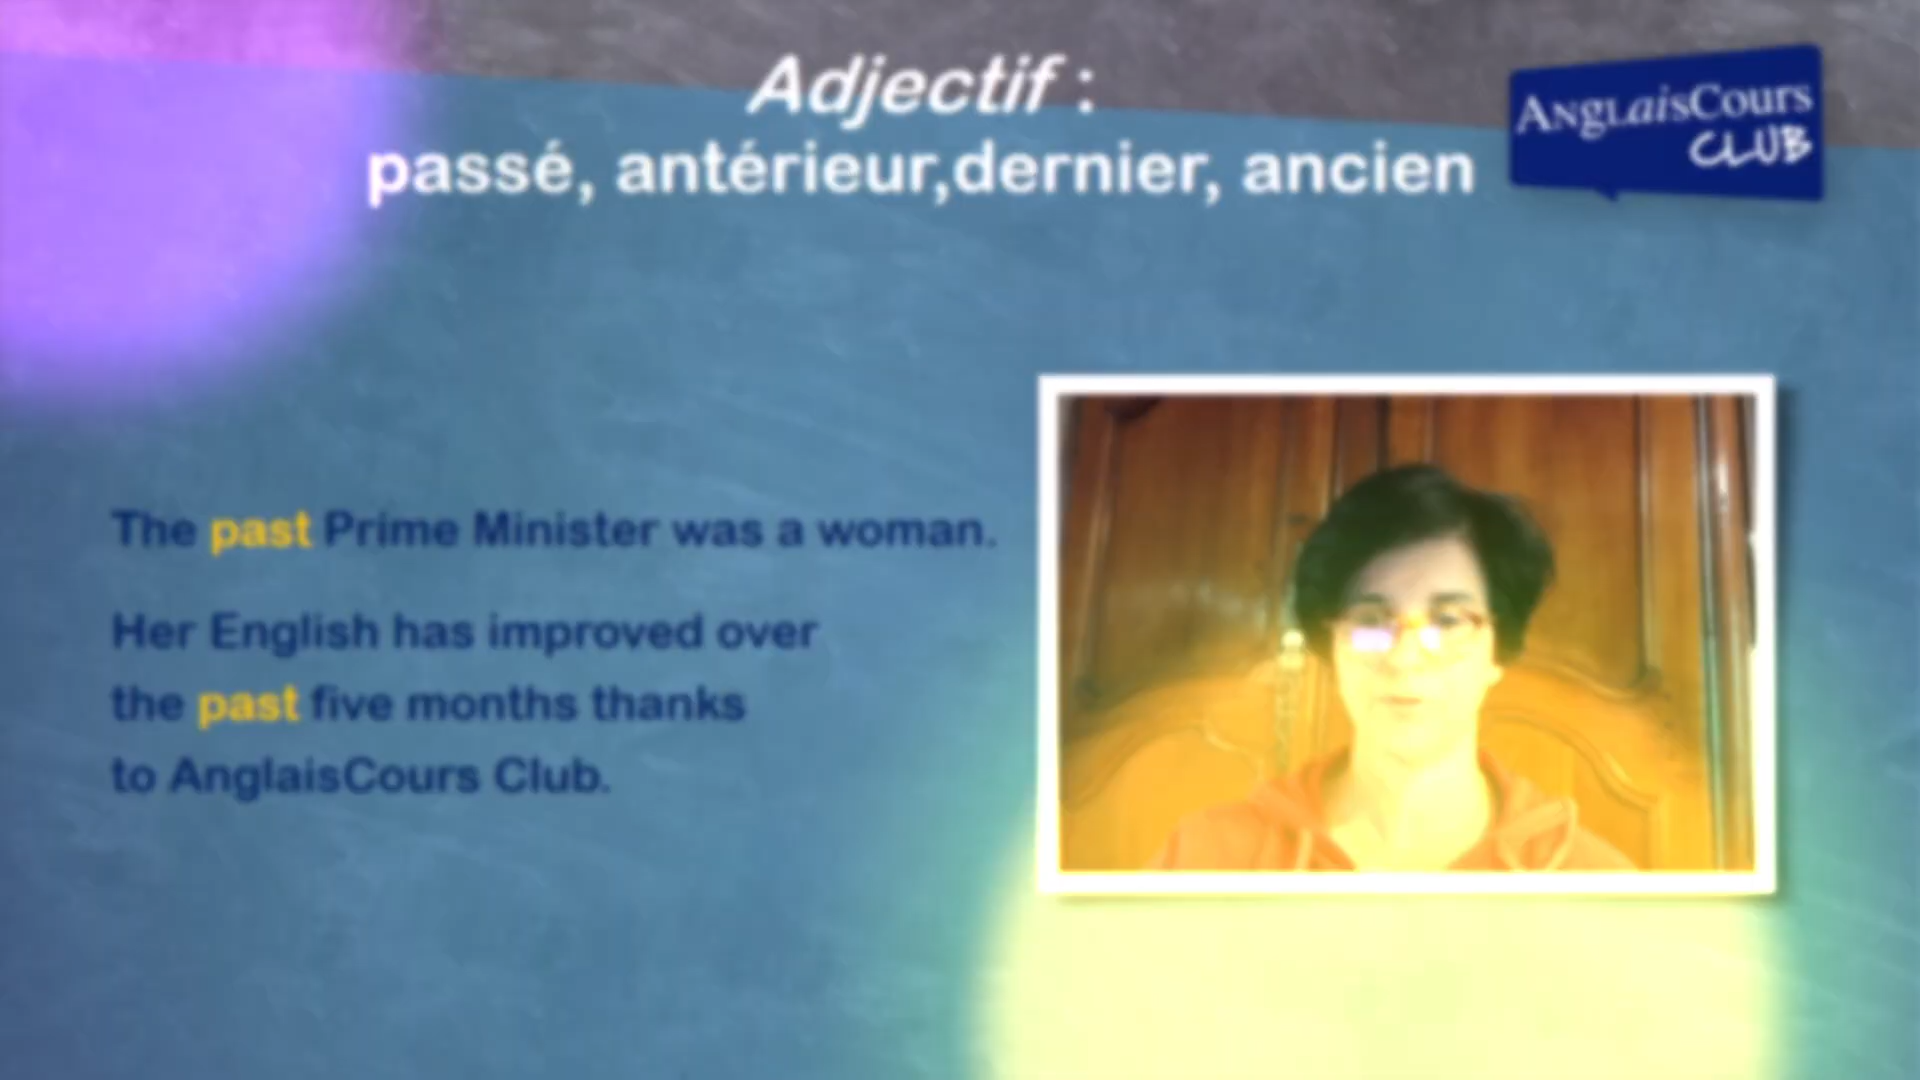 Adjectif :
passé, antérieur,dernier, ancien
ANGLaisCours
CLUB
The past Prime Minister was a woman.
Her English has improved over
the past five months thanks
to AnglaisCours Club.